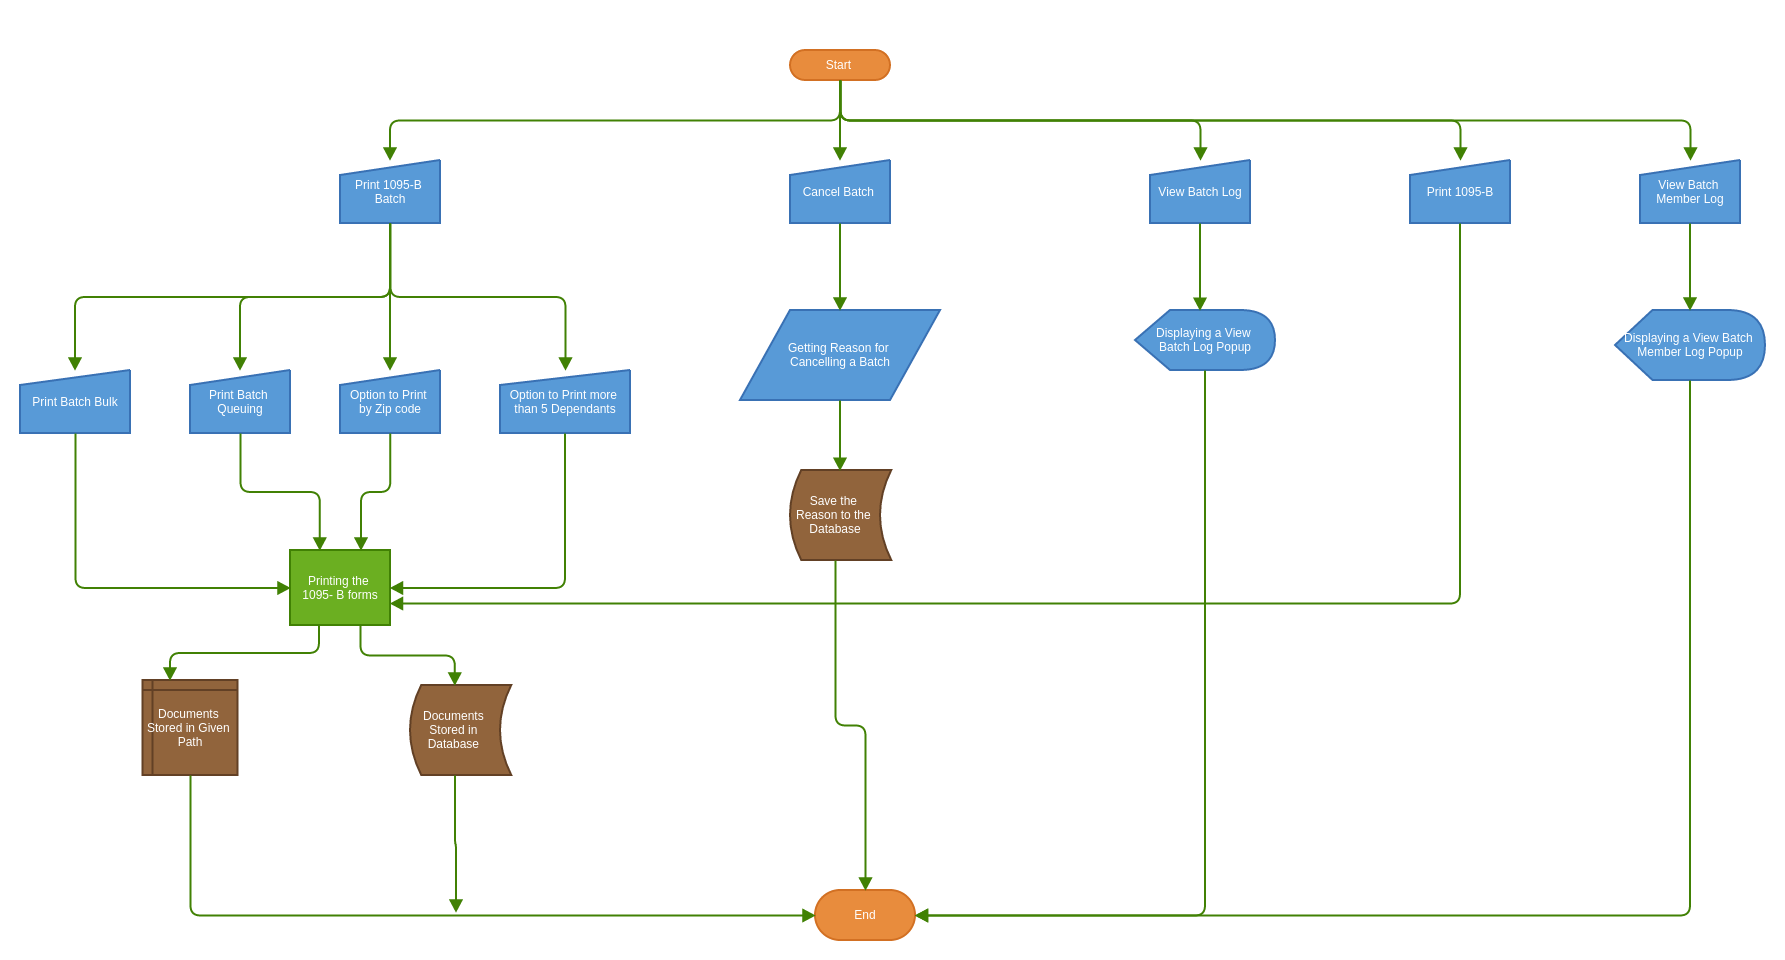 Start
Print 1095-B
Batch
Cancel Batch
View Batch Log
Print 1095-B
View Batch
Member Log
Getting Reason for
Cancelling a Batch
Displaying a View
Batch Log Popup
Displaying a View Batch
Member Log Popup
Print Batch Bulk
Print Batch
Queuing
Option to Print
by Zip code
Option to Print more
than 5 Dependants
Save the
Reason to the
Database
Printing the
1095- B forms
Documents
Stored in Given
Path
Documents
Stored in
Database
End